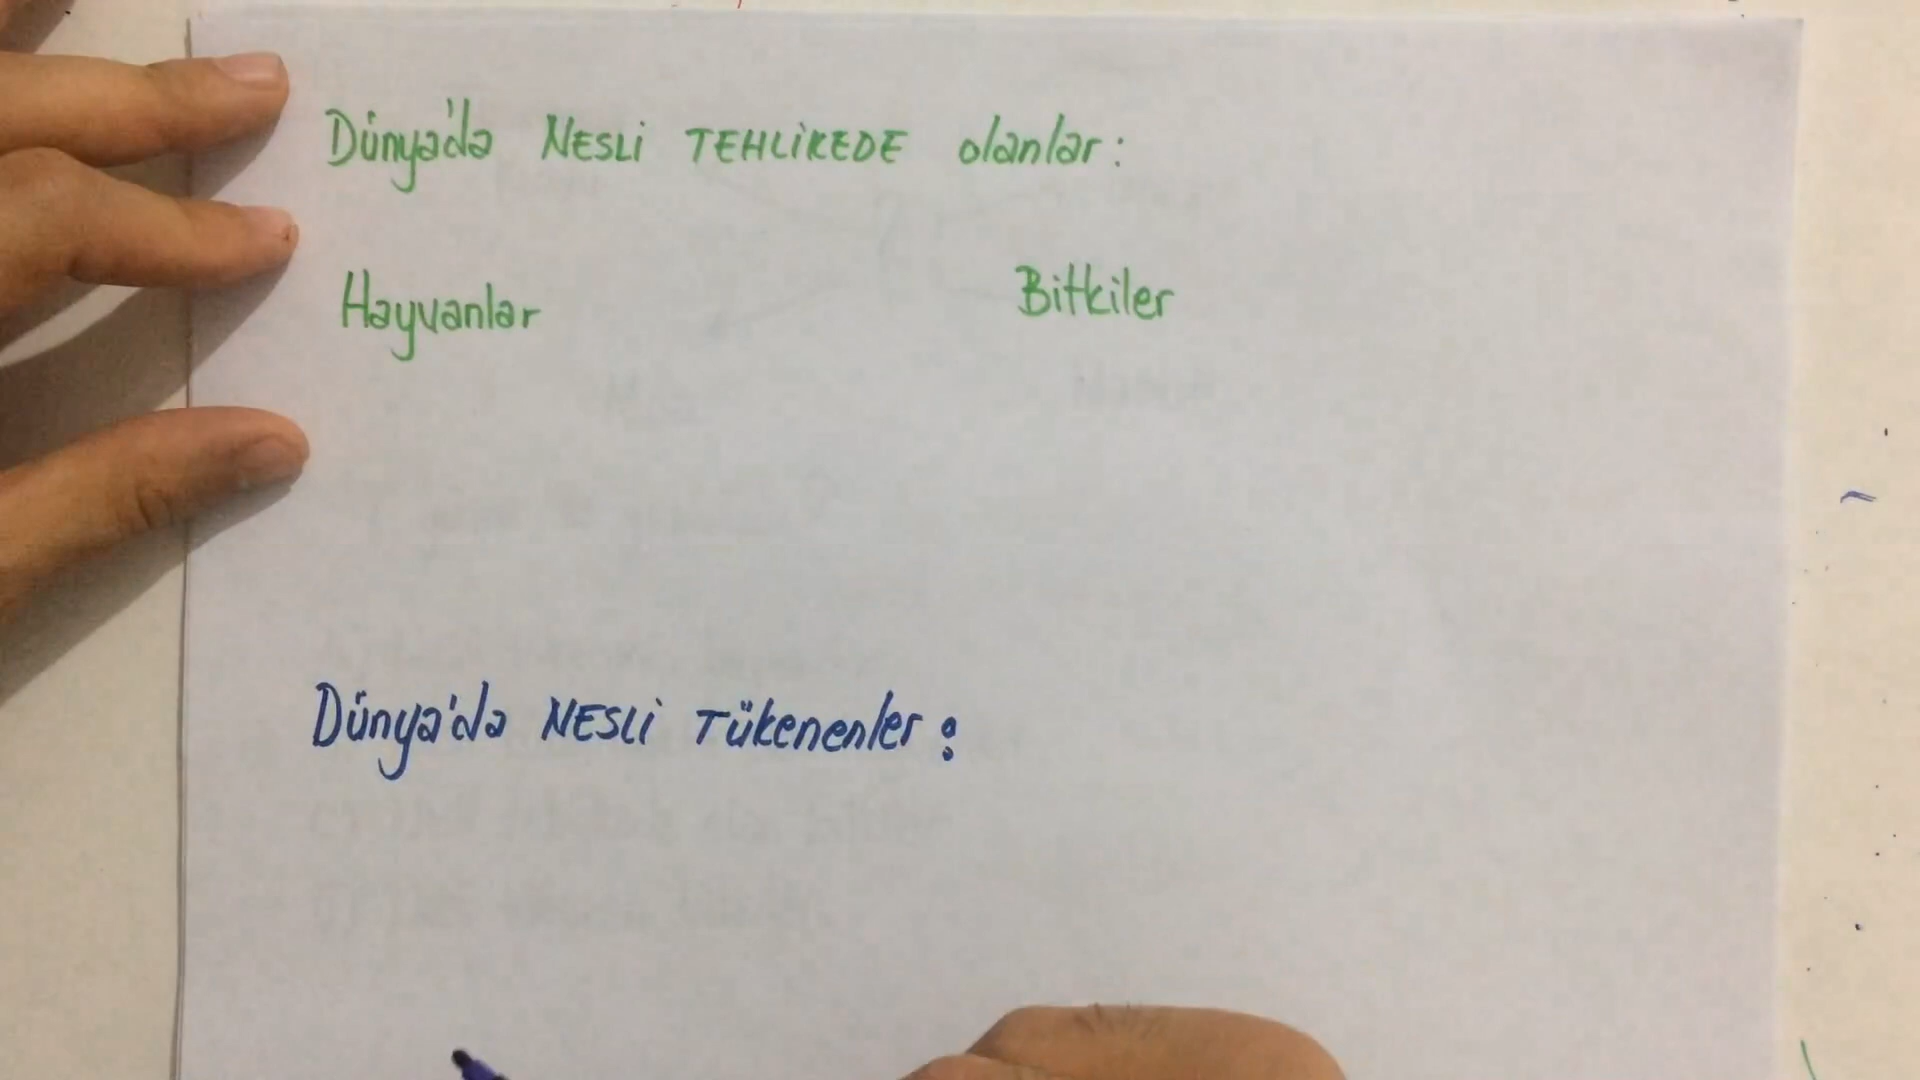 Dünya'da NESLİ TEHLİKEDE olanlar:
Hayvanlar Bitkiler
Dünya'da NESLİ TÜkenenler: